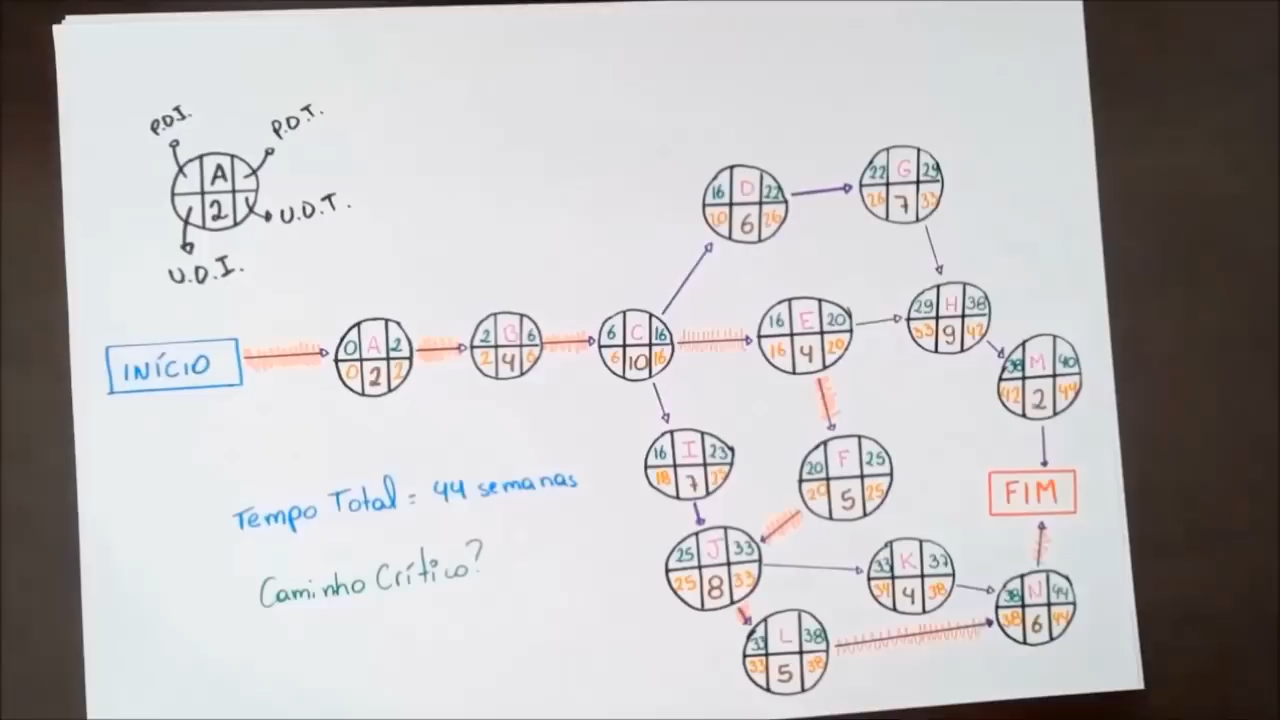 P.D.I.
P.D.T.
A
2
U.D.T.
U.D.I.
16 D 22
20 6 26
22 G 29
26 7 33
INÍCIO
0 A 2
0 2 2
2 B 6
2 4 6
6 C 16
6 10 16
16 E 20
16 4 20
29 H 38
33 9 42
38 M 40
42 2 44
16 I 23
18 7 25
20 F 25
20 5 25
FIM
Tempo Total = 44 semanas
Caminho Crítico?
25 J 33
25 8 33
33 K 37
34 4 38
38 N 44
38 6 44
33 L 38
33 5 38